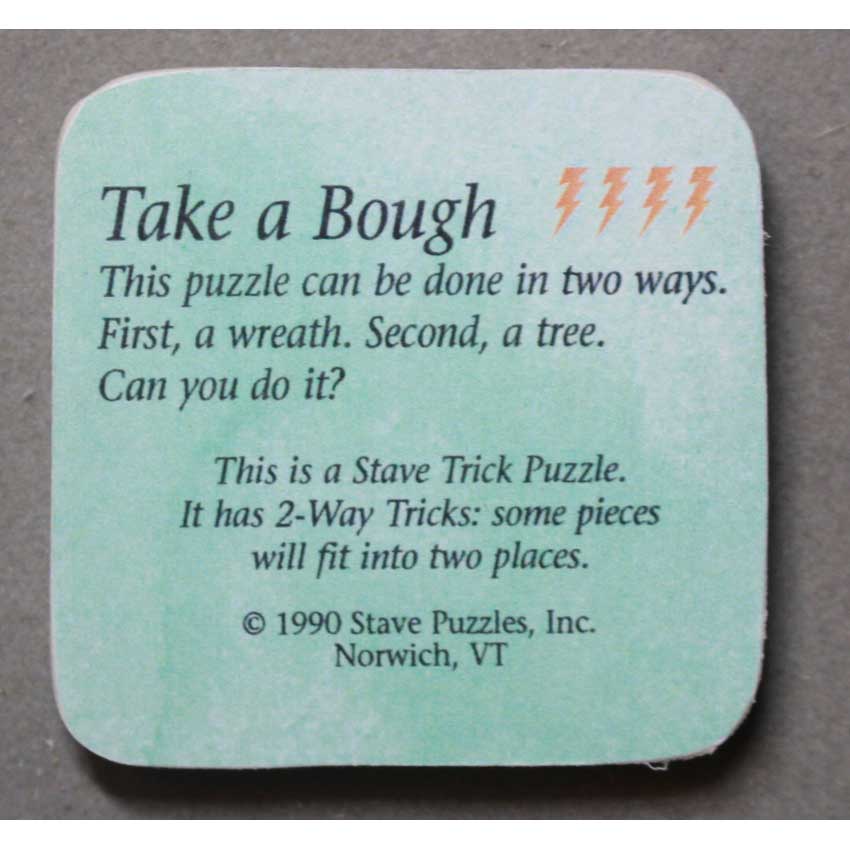 Take a Bough
This puzzle can be done in two ways.
First, a wreath. Second, a tree.
Can you do it?
This is a Stave Trick Puzzle.
It has 2-Way Tricks: some pieces
will fit into two places.
© 1990 Stave Puzzles, Inc.
Norwich, VT